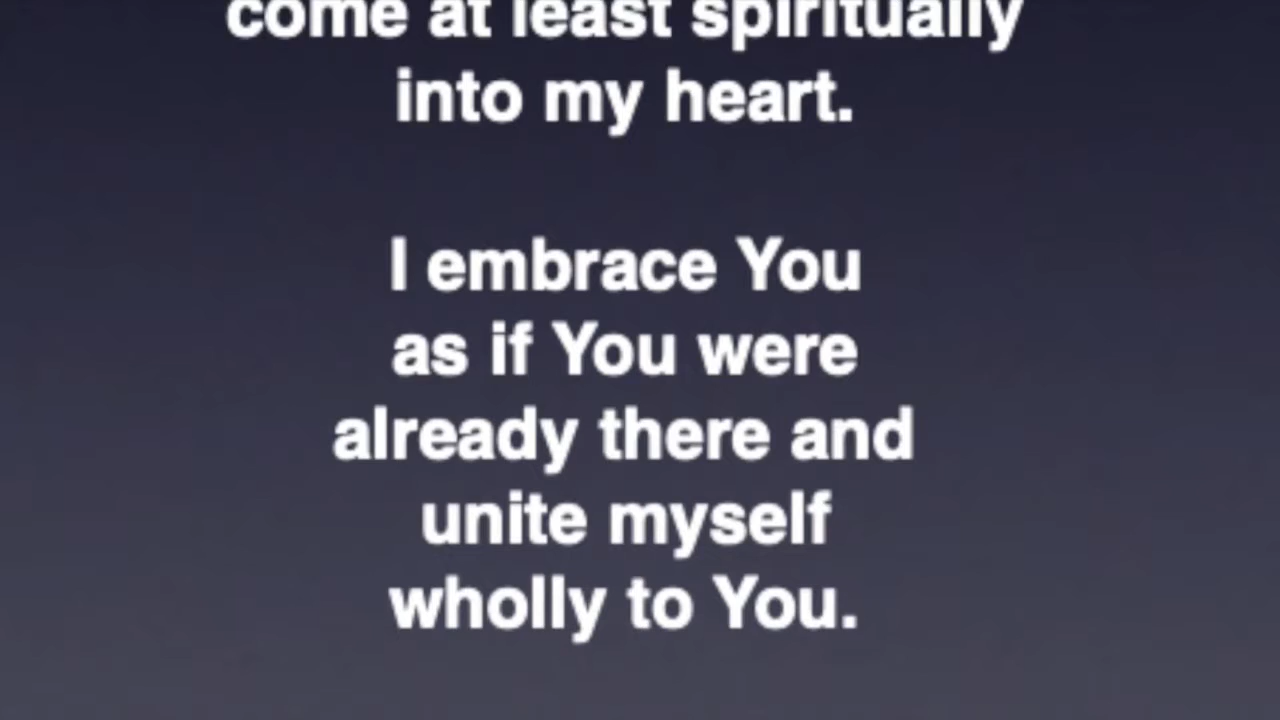 come at least spiritually
into my heart.
I embrace You
as if You were
already there and
unite myself
wholly to You.